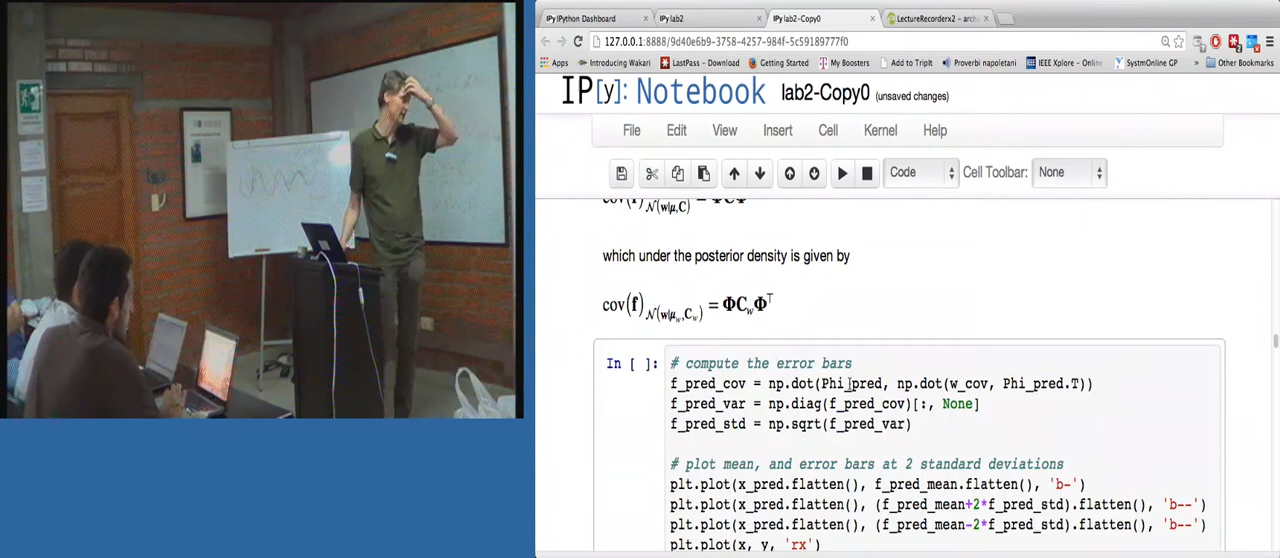 IPy IPython Dashboard
IPy lab2
IPy lab2-Copy0
LectureRecorderx2 – arch
127.0.0.1:8888/9d40e6b9-3758-4257-984f-5c59189777f0
Apps
Introducing Wakari
LastPass – Download
Getting Started
My Boosters
Add to TripIt
Proverbi napoletani
IEEE Xplore – Online
SystmOnline GP
»
Other Bookmarks
IP[y]: Notebook lab2-Copy0 (unsaved changes)
File Edit View Insert Cell Kernel Help
Code Cell Toolbar: None
cov(f)𝒩(w|μ,C) = ΦCΦ
which under the posterior density is given by
cov(f)𝒩(w|μw,Cw) = ΦCwΦ⊤
In [ ]:
# compute the error bars
f_pred_cov = np.dot(Phi_pred, np.dot(w_cov, Phi_pred.T))
f_pred_var = np.diag(f_pred_cov)[:, None]
f_pred_std = np.sqrt(f_pred_var)
# plot mean, and error bars at 2 standard deviations
plt.plot(x_pred.flatten(), f_pred_mean.flatten(), 'b-')
plt.plot(x_pred.flatten(), (f_pred_mean+2*f_pred_std).flatten(), 'b--')
plt.plot(x_pred.flatten(), (f_pred_mean-2*f_pred_std).flatten(), 'b--')
plt.plot(x, y, 'rx')